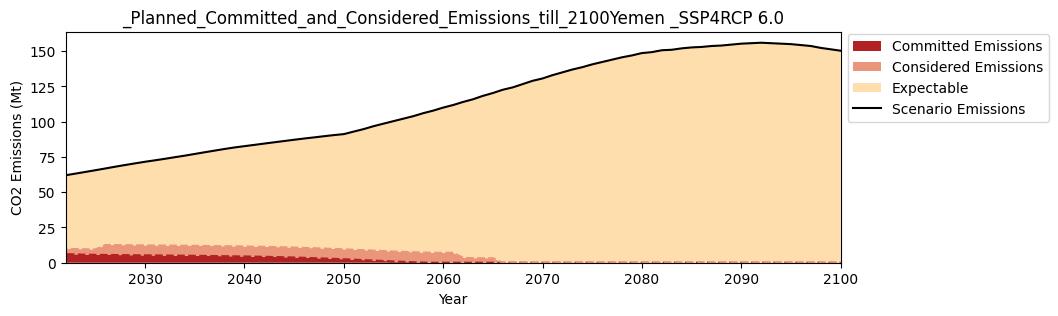 _Planned_Committed_and_Considered_Emissions_till_2100Yemen _SSP4RCP 6.0
Committed Emissions
Considered Emissions
Expectable
Scenario Emissions
CO2 Emissions (Mt)
150
125
100
75
50
25
0
2030 2040 2050 2060 2070 2080 2090 2100
Year